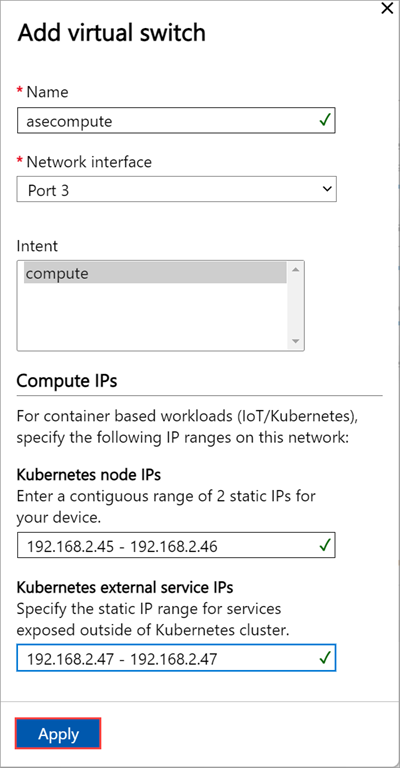 Add virtual switch
* Name
asecompute
* Network interface
Port 3
Intent
compute
Compute IPs
For container based workloads (IoT/Kubernetes),
specify the following IP ranges on this network:
Kubernetes node IPs
Enter a contiguous range of 2 static IPs for
your device.
192.168.2.45 - 192.168.2.46
Kubernetes external service IPs
Specify the static IP range for services
exposed outside of Kubernetes cluster.
192.168.2.47 - 192.168.2.47
Apply